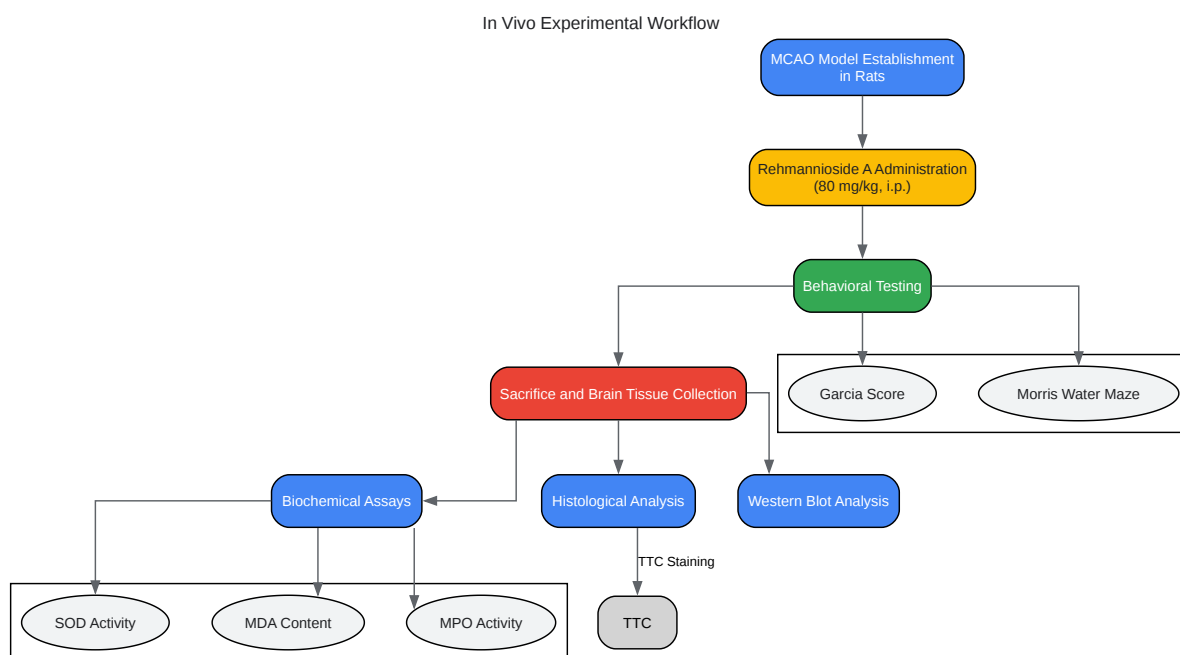 In Vivo Experimental Workflow
MCAO Model Establishment
in Rats
Rehmannioside A Administration
(80 mg/kg, i.p.)
Behavioral Testing
Sacrifice and Brain Tissue Collection
Garcia Score
Morris Water Maze
Biochemical Assays
Histological Analysis
Western Blot Analysis
TTC Staining
SOD Activity
MDA Content
MPO Activity
TTC